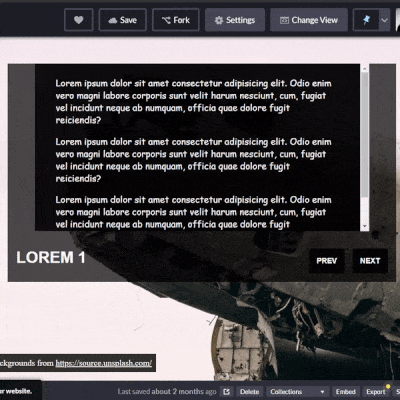 Save
Fork
Settings
Change View
Lorem ipsum dolor sit amet consectetur adipisicing elit. Odio enim
vero magni labore corporis sunt velit harum nesciunt, cum, fugiat
vel incidunt neque ab numquam, officia quae dolore fugit
reiciendis?
Lorem ipsum dolor sit amet consectetur adipisicing elit. Odio enim
vero magni labore corporis sunt velit harum nesciunt, cum, fugiat
vel incidunt neque ab numquam, officia quae dolore fugit
reiciendis?
Lorem ipsum dolor sit amet consectetur adipisicing elit. Odio enim
vero magni labore corporis sunt velit harum nesciunt, cum, fugiat
vel incidunt neque ab numquam, officia quae dolore fugit
LOREM 1
PREV
NEXT
ckgrounds from https://source.unsplash.com/
ur website.
Last saved about 2 months ago
Delete
Collections
Embed
Export
S